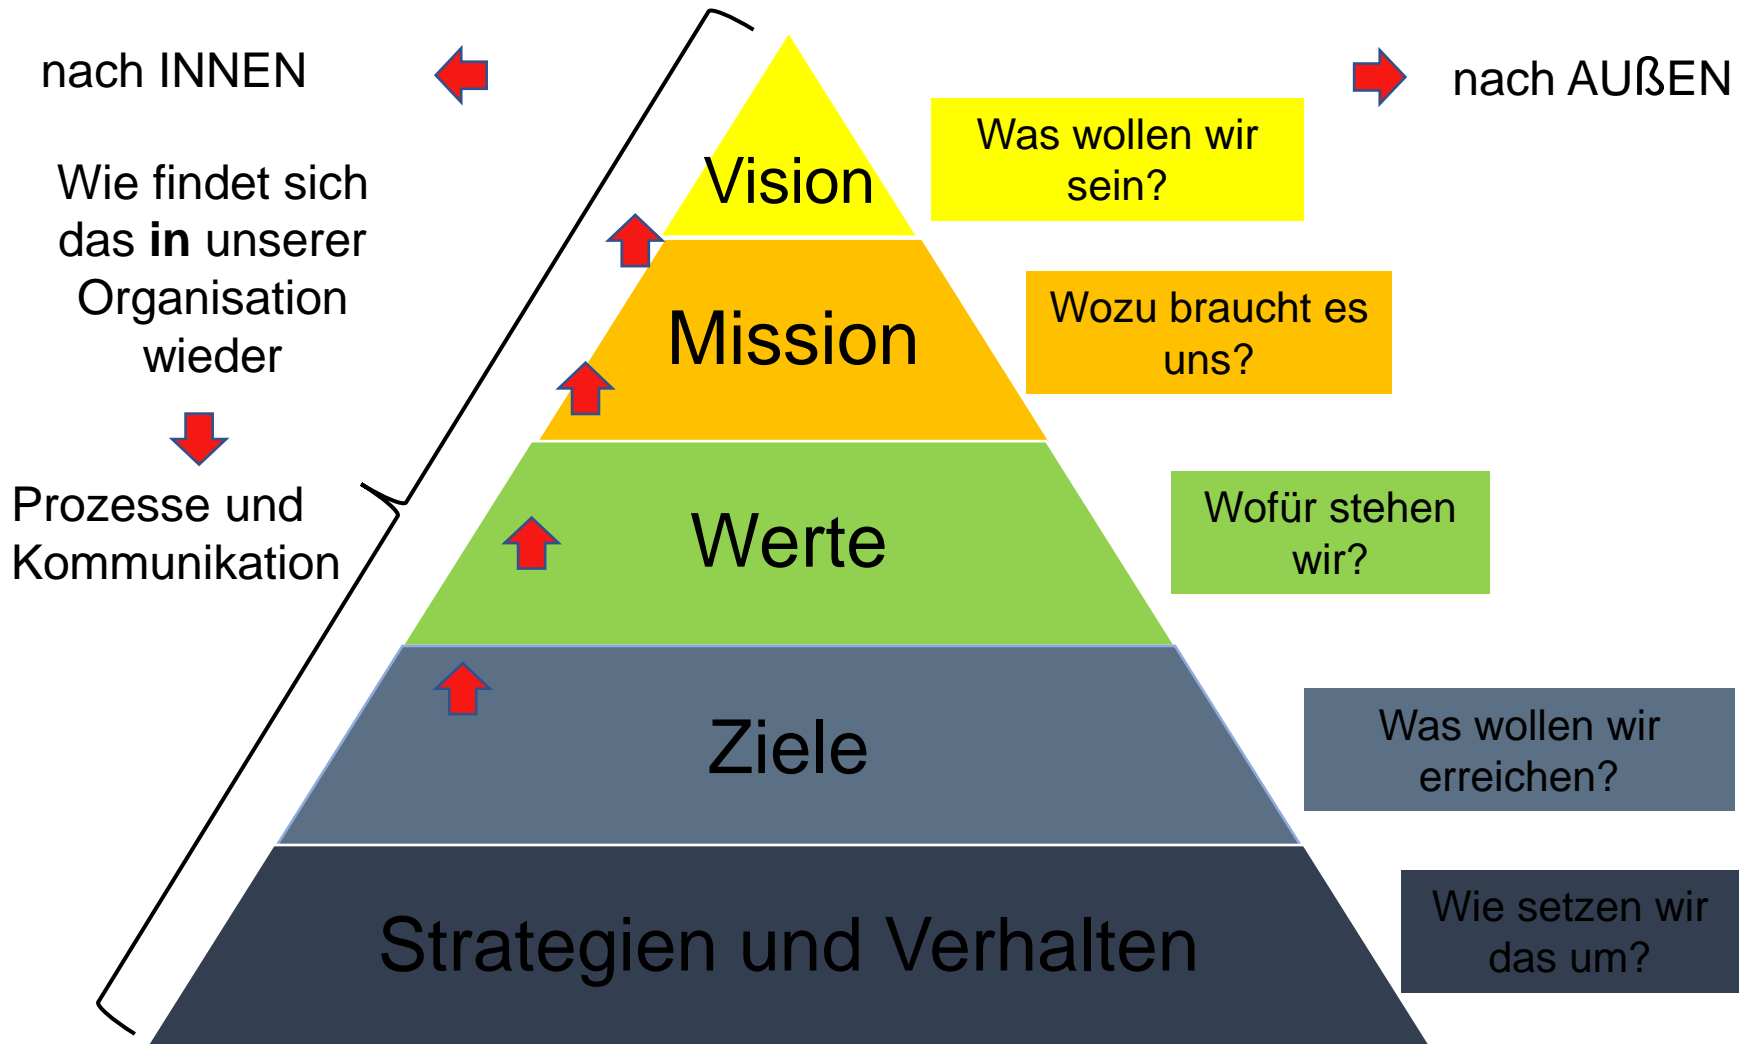 nach INNEN
nach AUßEN
Wie findet sich
das in unserer
Organisation
wieder
Prozesse und
Kommunikation
Vision
Was wollen wir
sein?
Mission
Wozu braucht es
uns?
Werte
Wofür stehen
wir?
Ziele
Was wollen wir
erreichen?
Strategien und Verhalten
Wie setzen wir
das um?